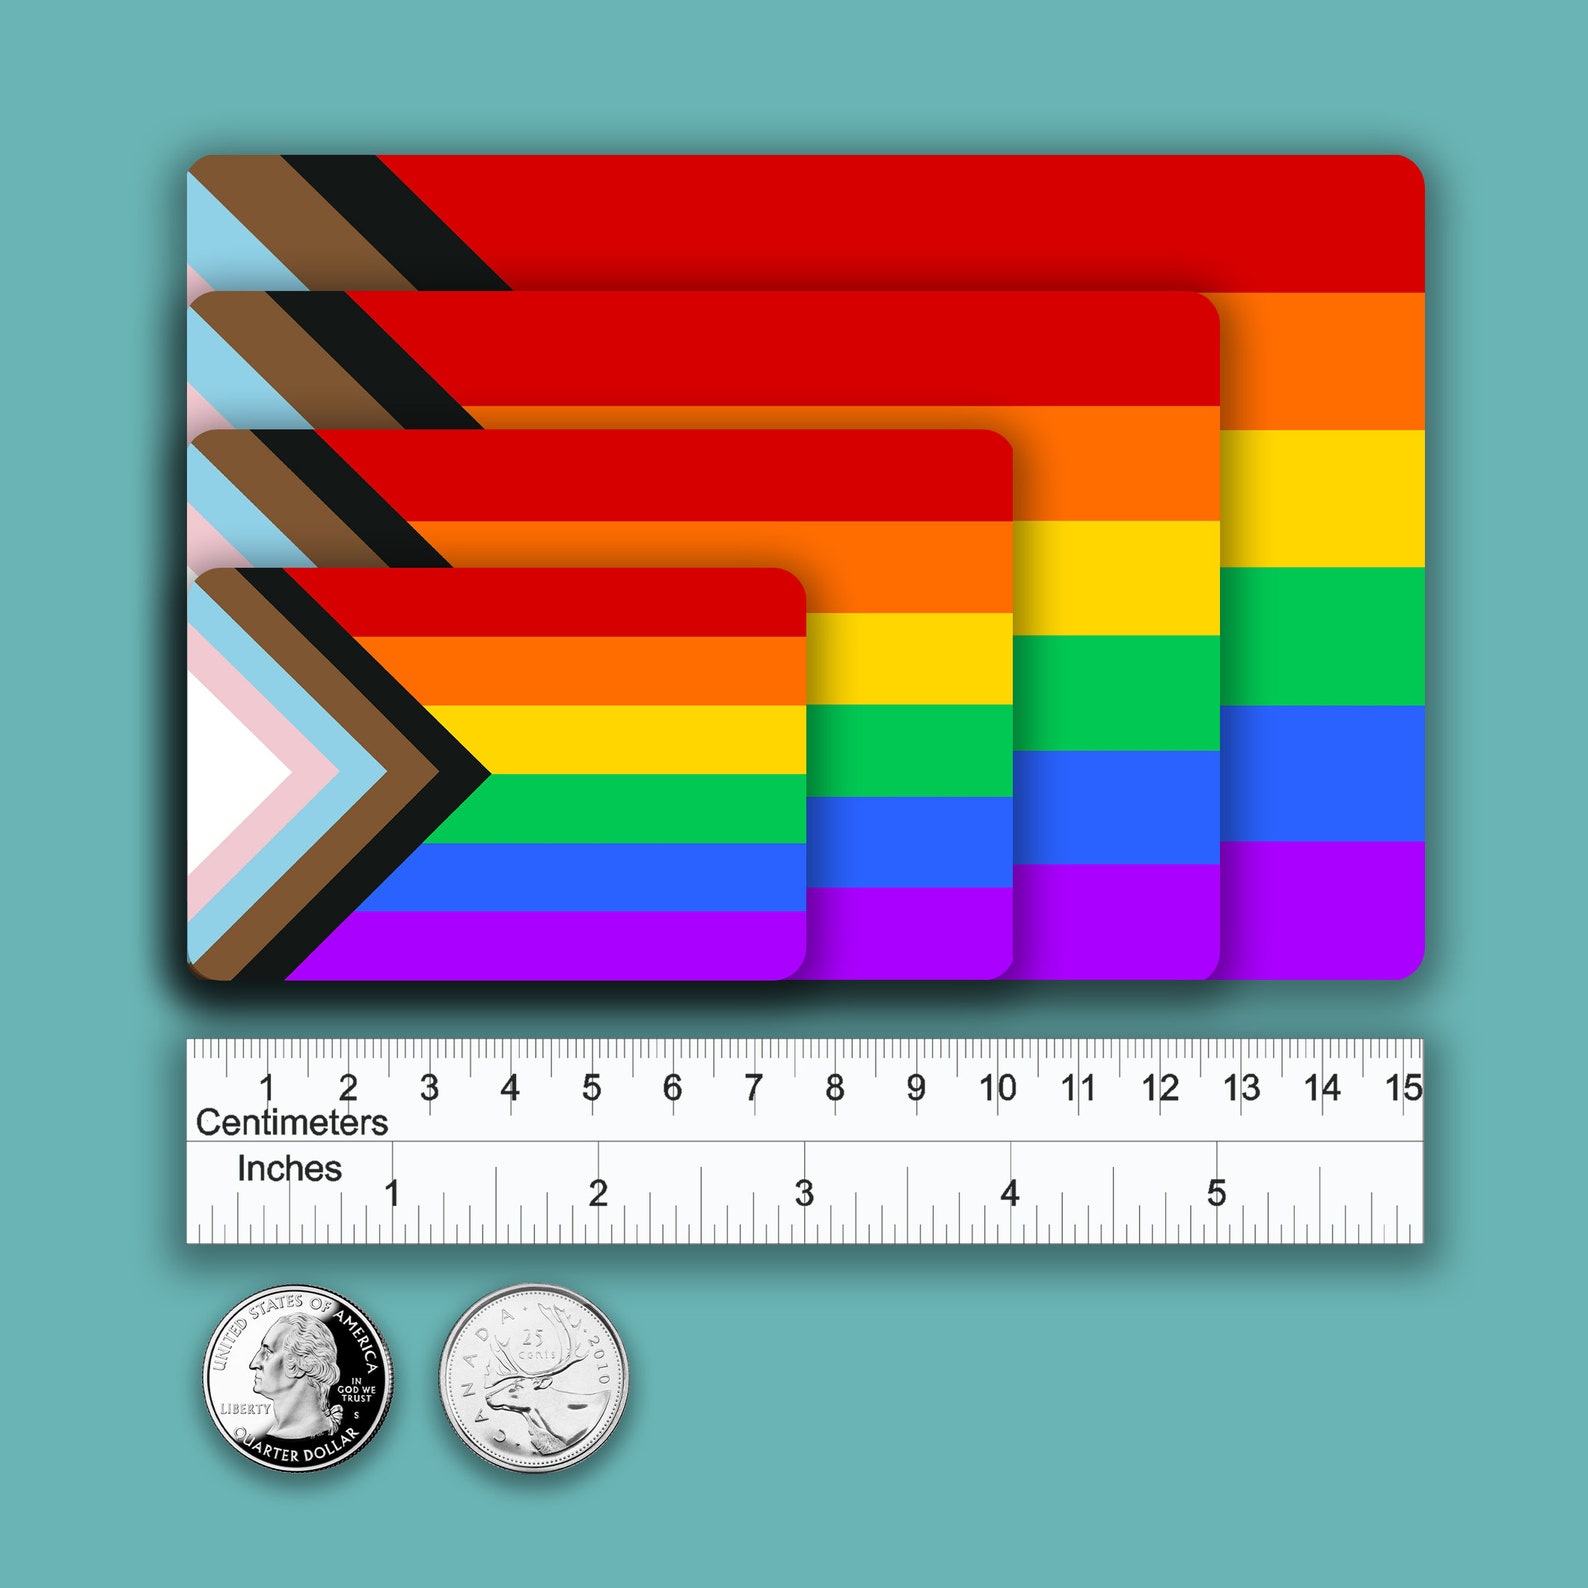 1 2 3 4 5 6 7 8 9 10 11 12 13 14 15
Centimeters
Inches
1 2 3 4 5
UNITED STATES OF AMERICA
IN
GOD WE
TRUST
LIBERTY
S
QUARTER DOLLAR
CANADA
25
cents
2010